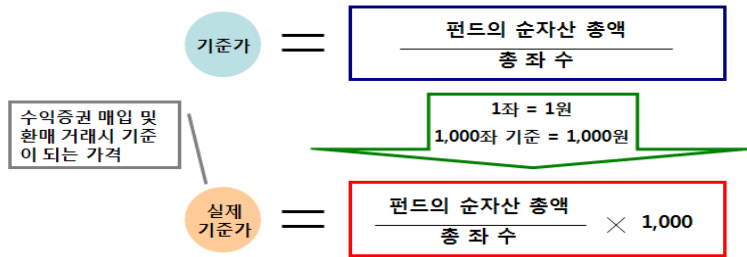 기준가
펀드의 순자산 총액
총 좌 수
수익증권 매입 및
환매 거래시 기준
이 되는 가격
1좌 = 1원
1,000좌 기준 = 1,000원
실제
기준가
펀드의 순자산 총액
총 좌 수
× 1,000